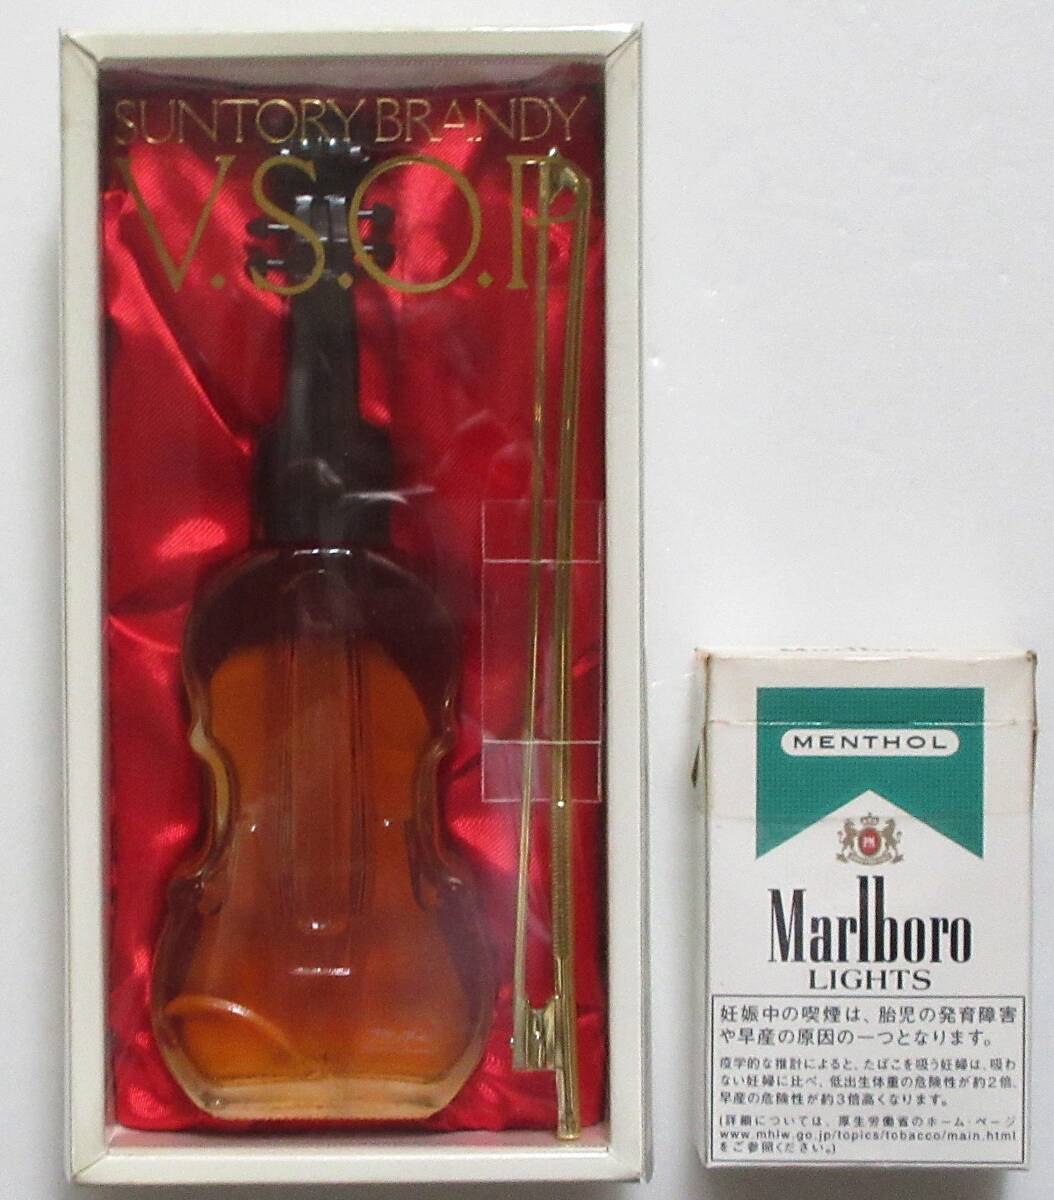 SUNTORY BRANDY
V.S.O.P
Marlboro
MENTHOL
PM
Marlboro
LIGHTS
妊娠中の喫煙は、胎児の発育障害
や早産の原因の一つとなります。
疫学的な推計によると、たばこを吸う妊婦は、吸わ
ない妊婦に比べ、低出生体重の危険性が約2倍、
早産の危険性が約3倍高くなります。
(詳細については、厚生労働省のホーム・ページ
www.mhlw.go.jp/topics/tobacco/main.html
をご参照ください。)